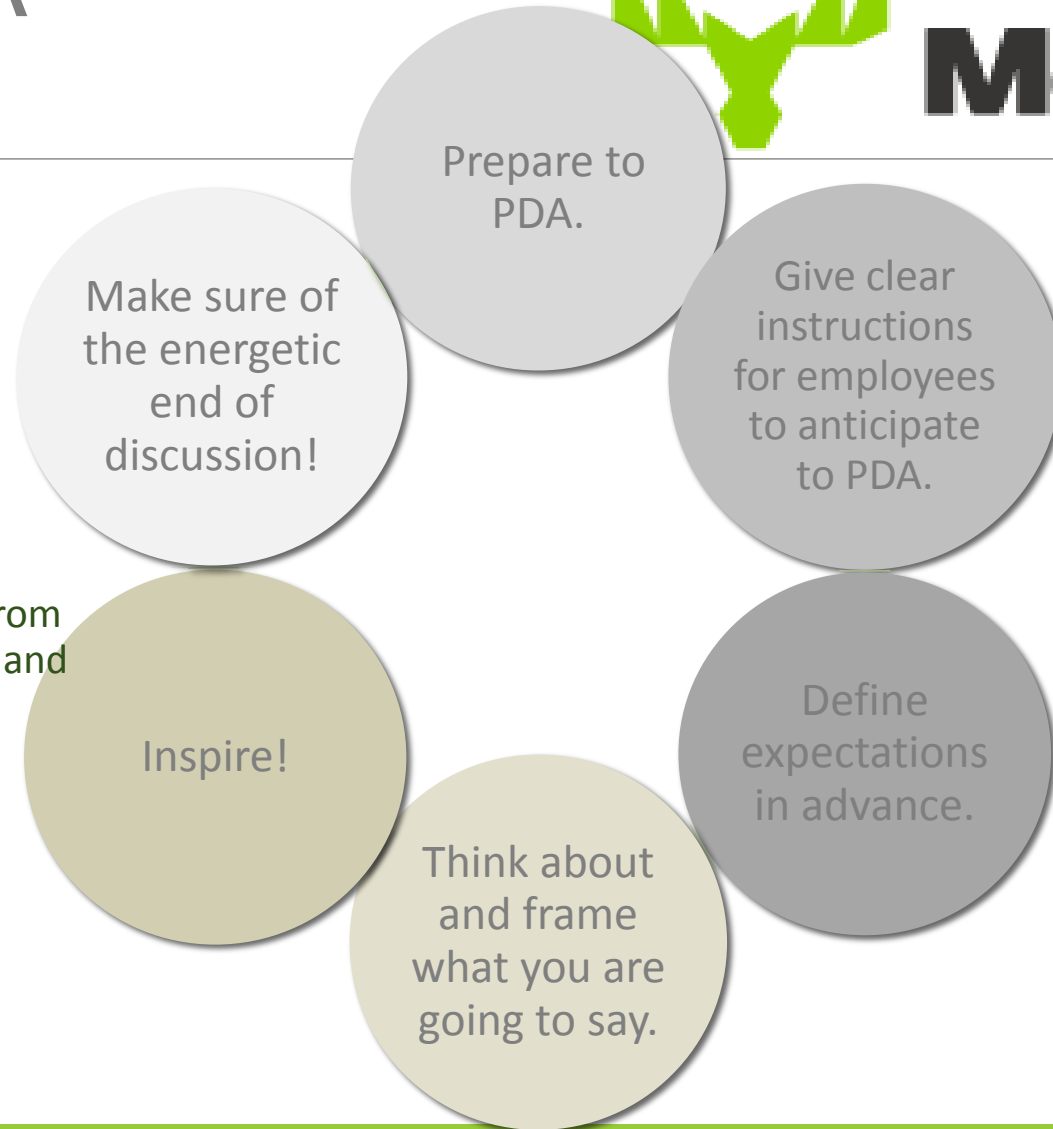 Prepare to
PDA.
Give clear
instructions
for employees
to anticipate
to PDA.
Define
expectations
in advance.
Think about
and frame
what you are
going to say.
Inspire!
Make sure of
the energetic
end of
discussion!
and
M